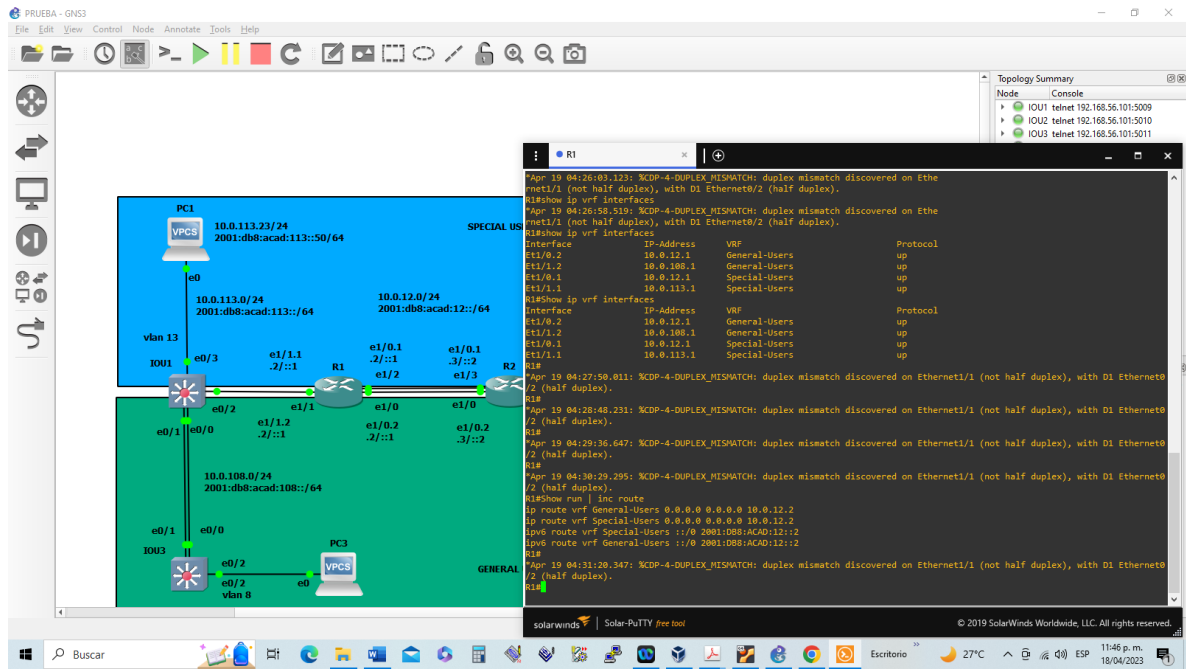 PRUEBA - GNS3
File Edit View Control Node Annotate Tools Help
Topology Summary
Node Console
IOU1 telnet 192.168.56.101:5009
IOU2 telnet 192.168.56.101:5010
IOU3 telnet 192.168.56.101:5011
PC1
VPCS
10.0.113.23/24
2001:db8:acad:113::50/64
SPECIAL US
e0
10.0.113.0/24
2001:db8:acad:113::/64
10.0.12.0/24
2001:db8:acad:12::/64
vlan 13
IOU1
e0/3
e1/1.1
.2/::1
R1
e1/0.1
.2/::1
e1/2
e1/0.1
.3/::2
e1/3
R2
e0/2
e1/1
e1/0
e1/0
e0/1
e0/0
e1/1.2
.2/::1
e1/0.2
.2/::1
e1/0.2
.3/::2
10.0.108.0/24
2001:db8:acad:108::/64
e0/1
e0/0
IOU3
PC3
VPCS
e0/2
e0/2
e0
vlan 8
GENERAL
R1
*Apr 19 04:26:03.123: %CDP-4-DUPLEX_MISMATCH: duplex mismatch discovered on Ethe
rnet1/1 (not half duplex), with D1 Ethernet0/2 (half duplex).
R1#show ip vrf interfaces
*Apr 19 04:26:58.519: %CDP-4-DUPLEX_MISMATCH: duplex mismatch discovered on Ethe
rnet1/1 (not half duplex), with D1 Ethernet0/2 (half duplex).
R1#show ip vrf interfaces
Interface IP-Address VRF Protocol
Et1/0.2 10.0.12.1 General-Users up
Et1/1.2 10.0.108.1 General-Users up
Et1/0.1 10.0.12.1 Special-Users up
Et1/1.1 10.0.113.1 Special-Users up
R1#Show ip vrf interfaces
Interface IP-Address VRF Protocol
Et1/0.2 10.0.12.1 General-Users up
Et1/1.2 10.0.108.1 General-Users up
Et1/0.1 10.0.12.1 Special-Users up
Et1/1.1 10.0.113.1 Special-Users up
R1#
*Apr 19 04:27:50.011: %CDP-4-DUPLEX_MISMATCH: duplex mismatch discovered on Ethernet1/1 (not half duplex), with D1 Ethernet0
/2 (half duplex).
R1#
*Apr 19 04:28:48.231: %CDP-4-DUPLEX_MISMATCH: duplex mismatch discovered on Ethernet1/1 (not half duplex), with D1 Ethernet0
/2 (half duplex).
R1#
*Apr 19 04:29:36.647: %CDP-4-DUPLEX_MISMATCH: duplex mismatch discovered on Ethernet1/1 (not half duplex), with D1 Ethernet0
/2 (half duplex).
R1#
*Apr 19 04:30:29.295: %CDP-4-DUPLEX_MISMATCH: duplex mismatch discovered on Ethernet1/1 (not half duplex), with D1 Ethernet0
/2 (half duplex).
R1#Show run | inc route
ip route vrf General-Users 0.0.0.0 0.0.0.0 10.0.12.2
ip route vrf Special-Users 0.0.0.0 0.0.0.0 10.0.12.2
ipv6 route vrf Special-Users ::/0 2001:DB8:ACAD:12::2
ipv6 route vrf General-Users ::/0 2001:DB8:ACAD:12::2
R1#
*Apr 19 04:31:20.347: %CDP-4-DUPLEX_MISMATCH: duplex mismatch discovered on Ethernet1/1 (not half duplex), with D1 Ethernet0
/2 (half duplex).
R1#
solarwinds Solar-PuTTY free tool © 2019 SolarWinds Worldwide, LLC. All rights reserved.
Buscar
Escritorio
27°C
ESP
11:46 p. m.
18/04/2023